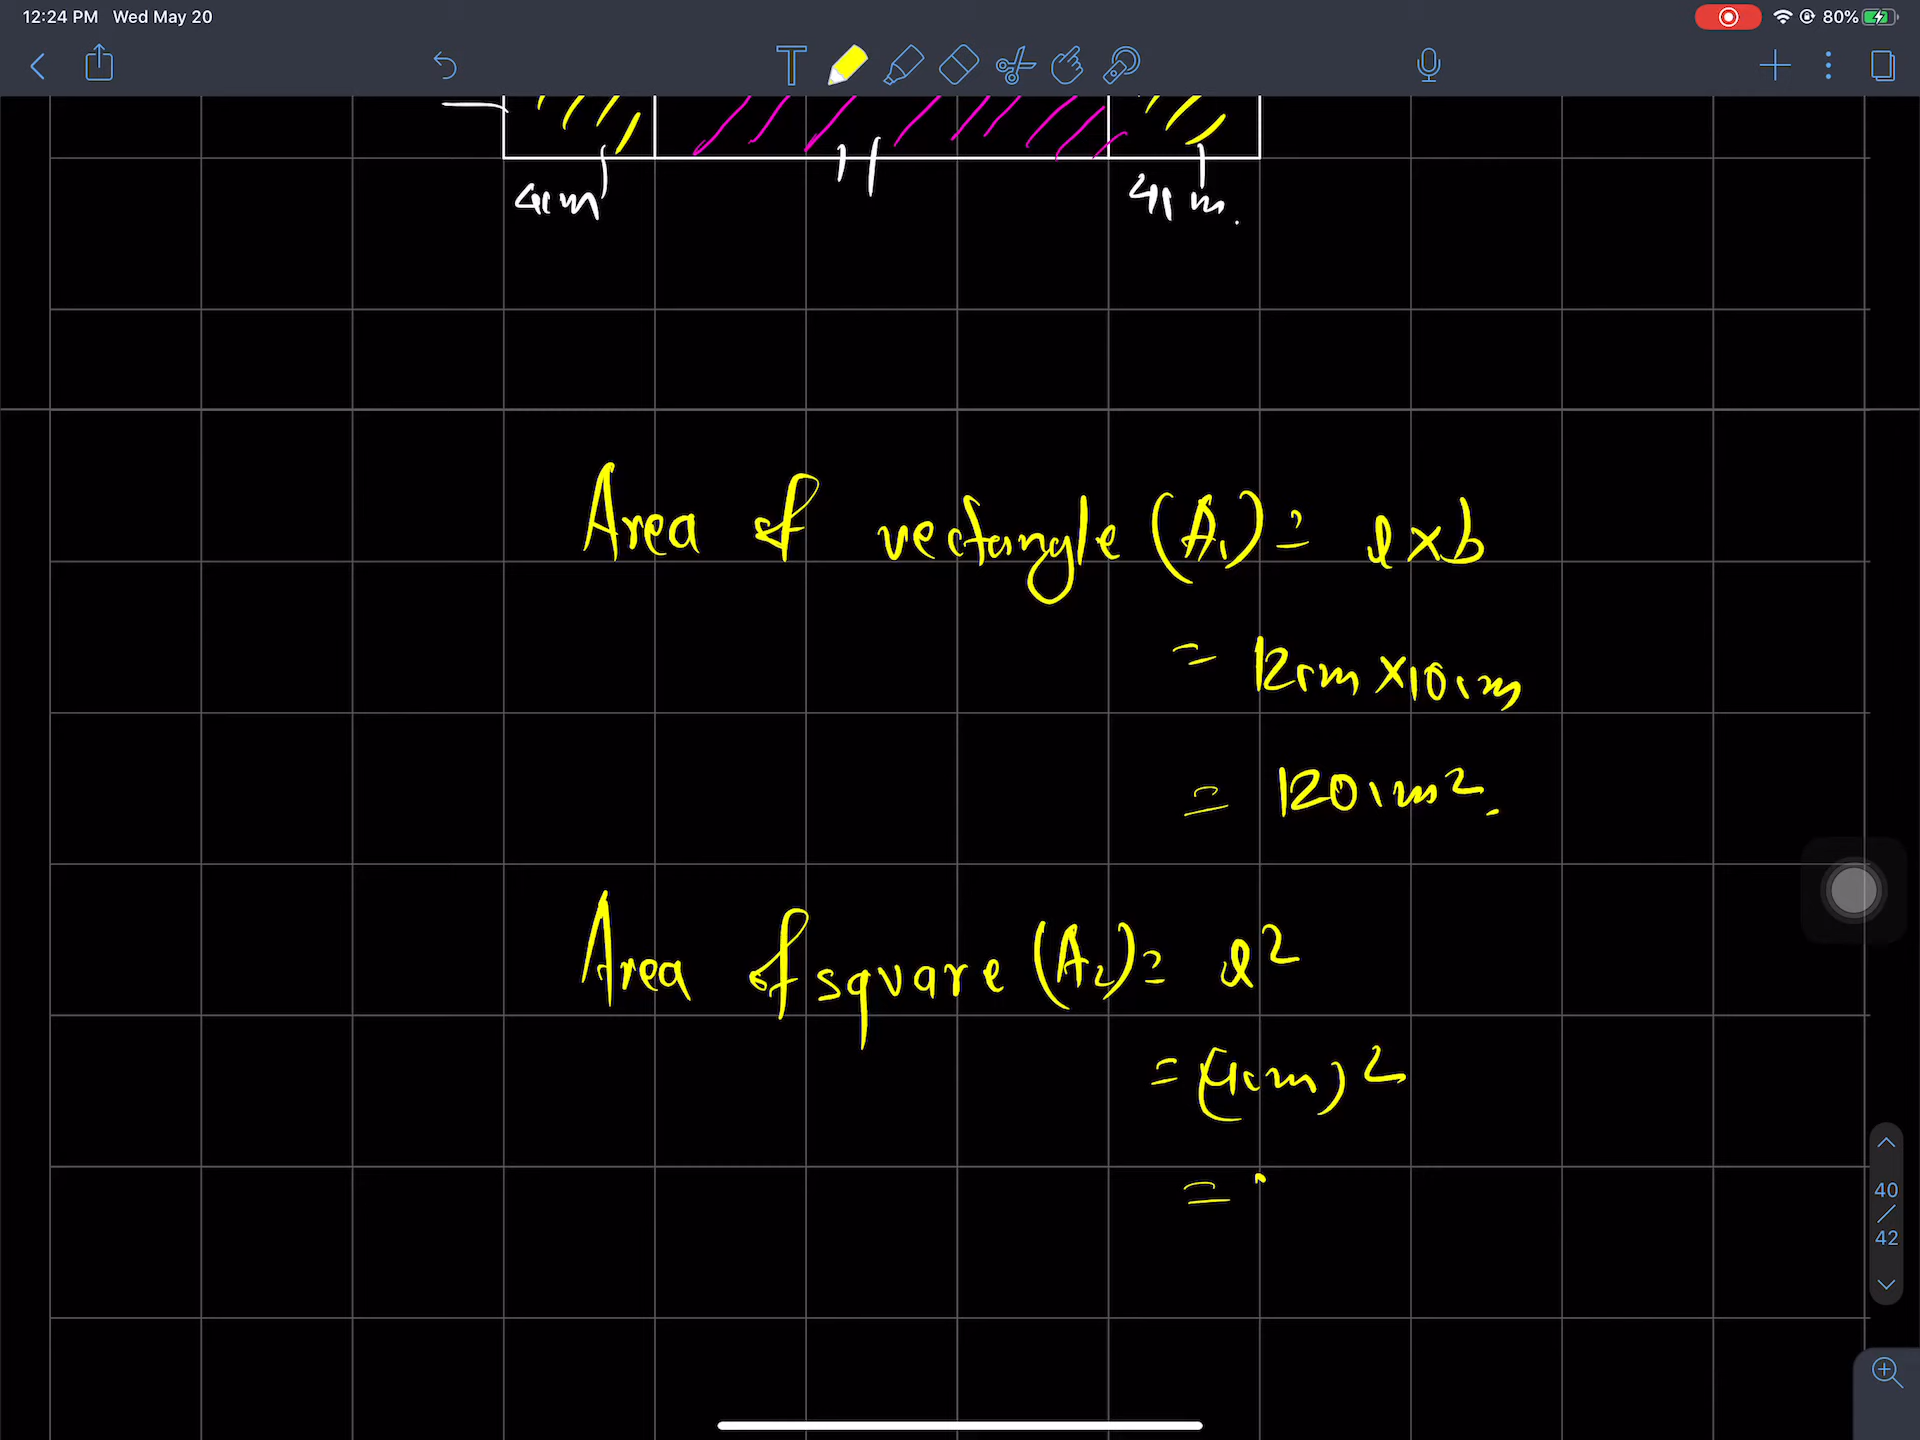 12:24 PM Wed May 20
80%
4cm
4cm.
Area of rectangle (A₁) = l×b
= 12cm ×10cm
= 120cm².
Area of square (A₂) = l²
= (4cm)²
=
40
/
42